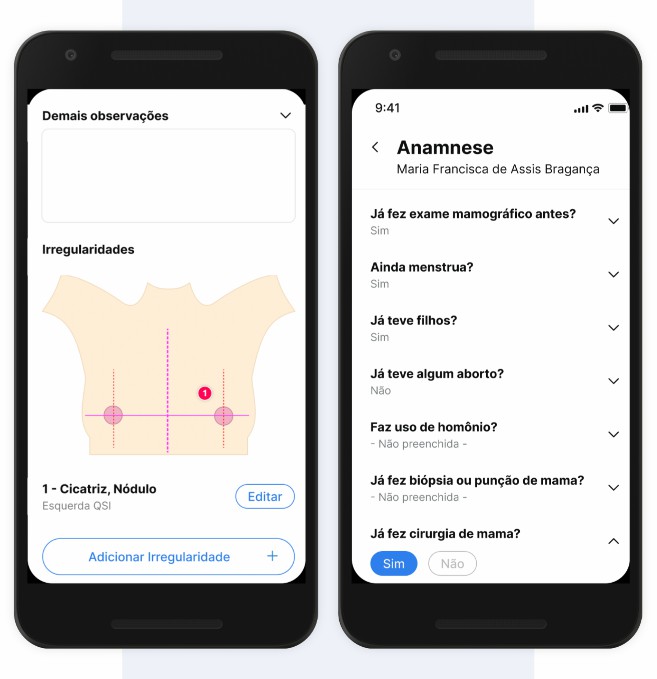 Demais observações
Irregularidades
1
1 - Cicatriz, Nódulo
Esquerda QSI
Editar
Adicionar Irregularidade +
9:41
Anamnese
Maria Francisca de Assis Bragança
Já fez exame mamográfico antes?
Sim
Ainda menstrua?
Sim
Já teve filhos?
Sim
Já teve algum aborto?
Não
Faz uso de homônio?
- Não preenchida -
Já fez biópsia ou punção de mama?
- Não preenchida -
Já fez cirurgia de mama?
Sim Não